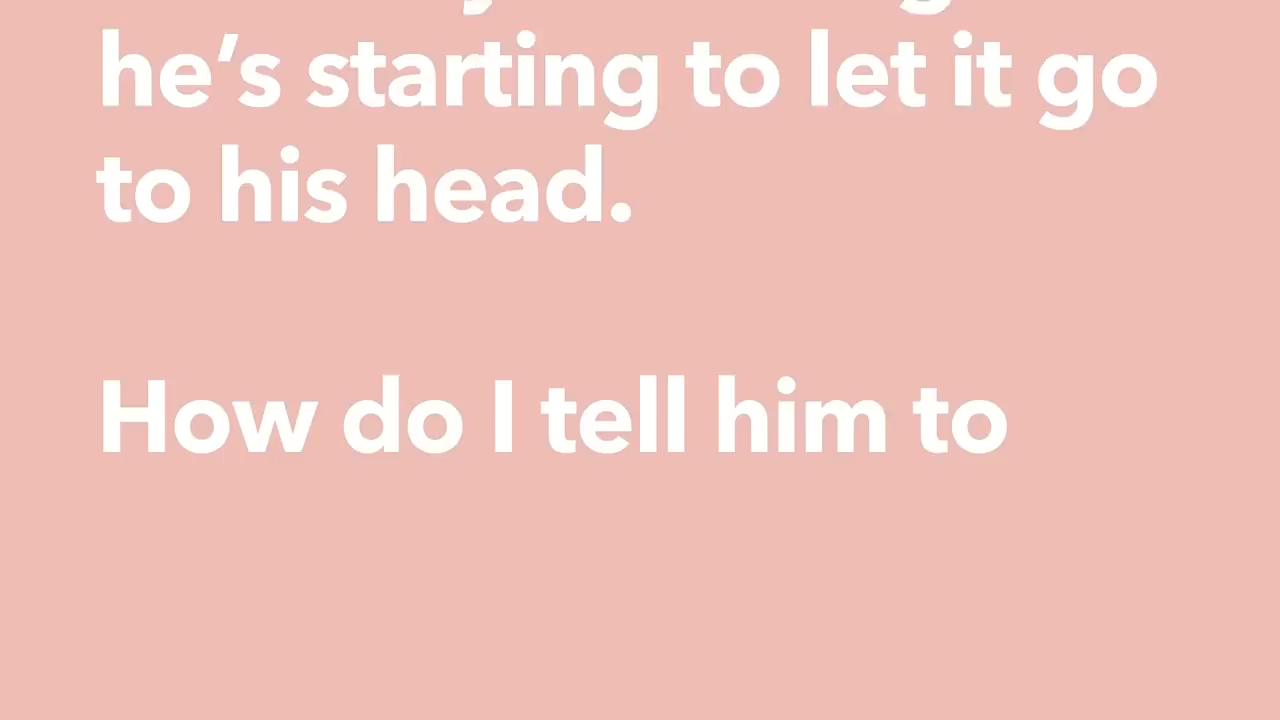 he’s starting to let it go
to his head.
How do I tell him to